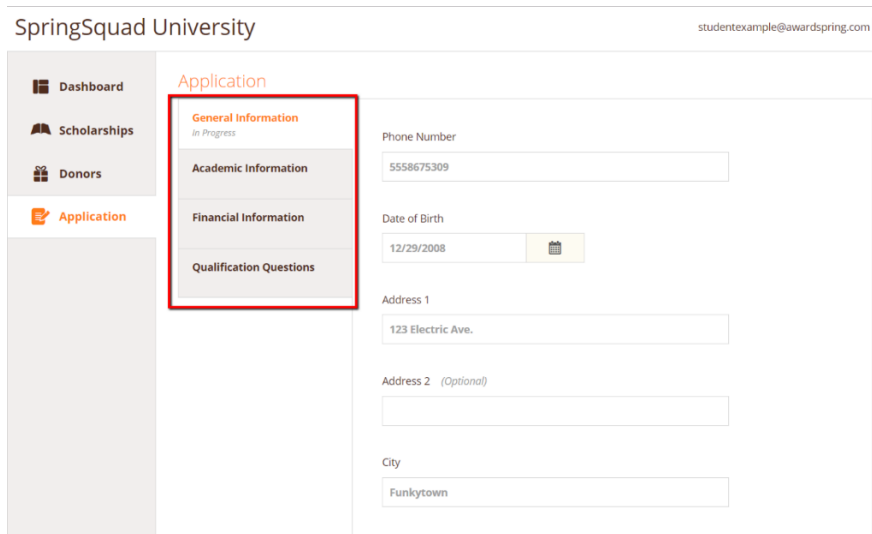 SpringSquad University
studentexample@awardspring.com
Dashboard
Scholarships
Donors
Application
Application
General Information
In Progress
Academic Information
Financial Information
Qualification Questions
Phone Number
5558675309
Date of Birth
12/29/2008
Address 1
123 Electric Ave.
Address 2 (Optional)
City
Funkytown